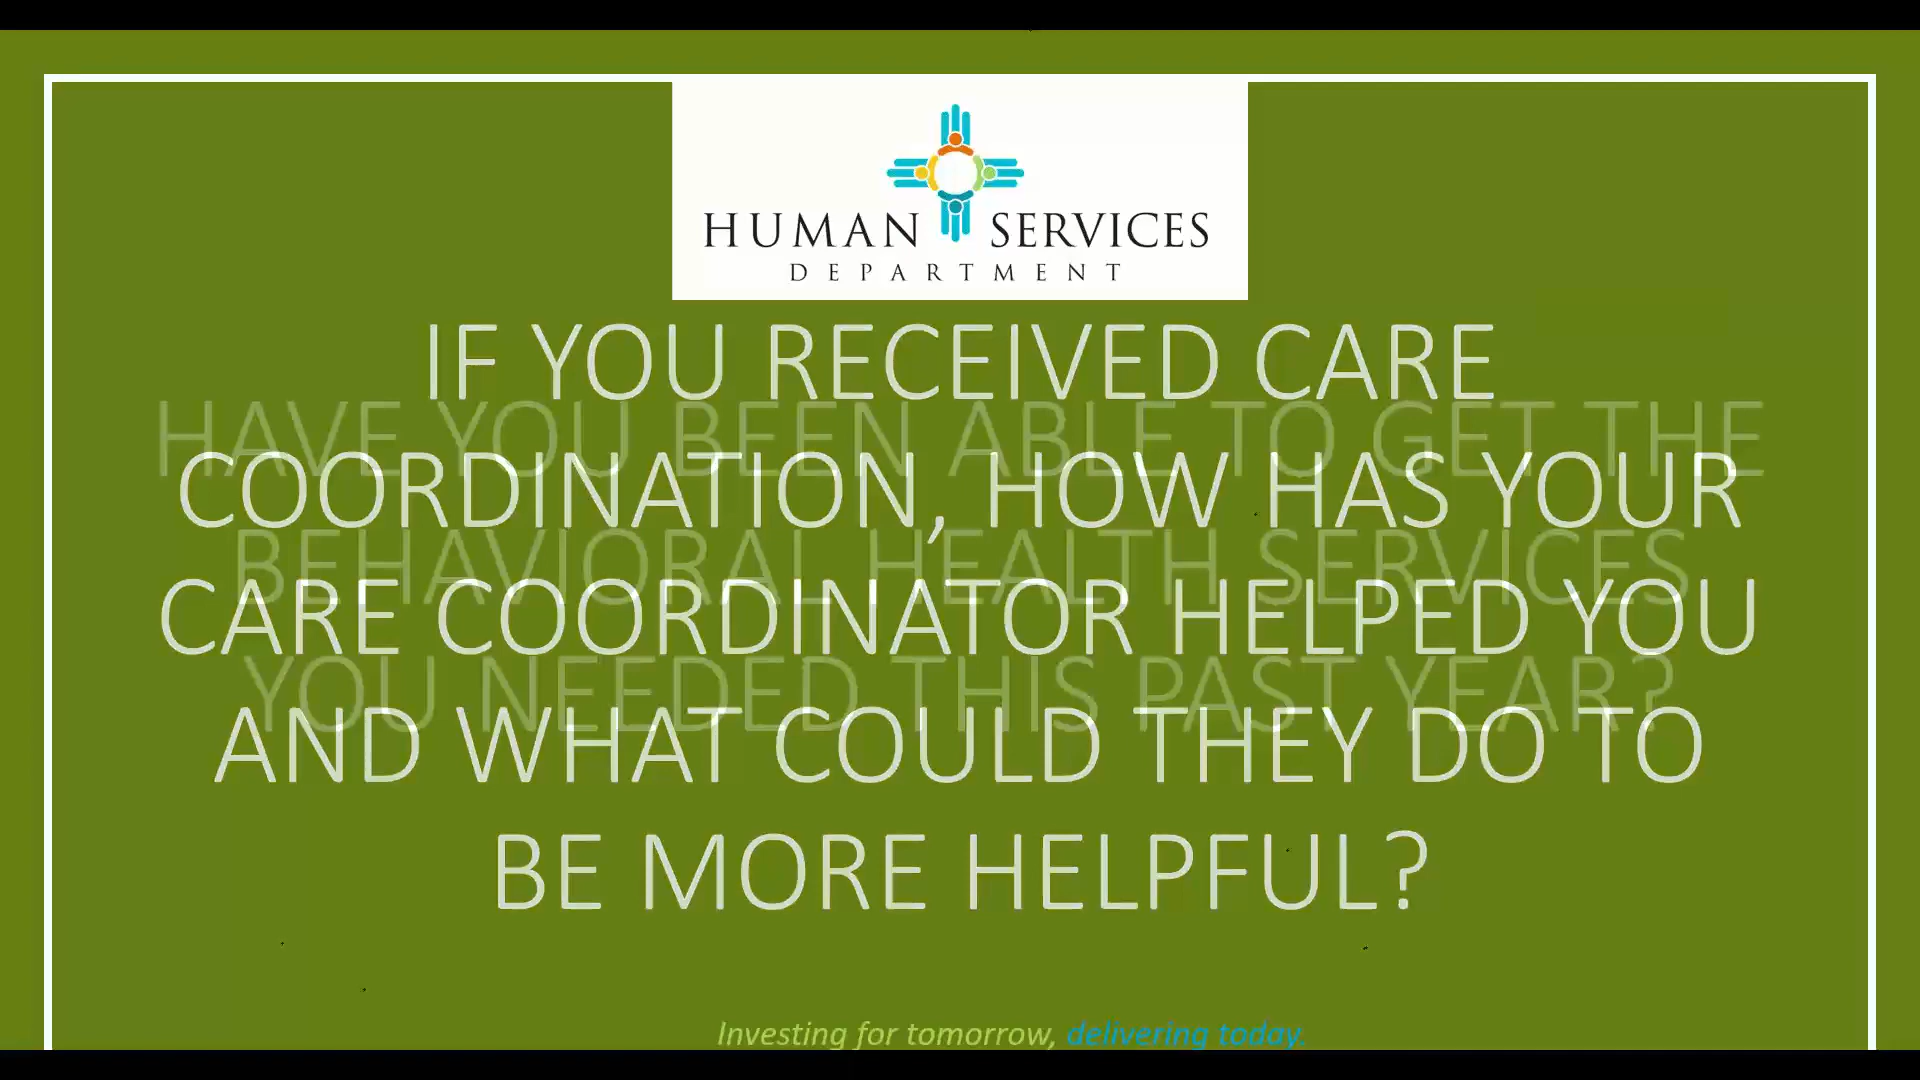 HUMAN SERVICES
DEPARTMENT
IF YOU RECEIVED CARE
COORDINATION, HOW HAS YOUR
CARE COORDINATOR HELPED YOU
AND WHAT COULD THEY DO TO
BE MORE HELPFUL?
HAVE YOU BEEN ABLE TO GET THE
BEHAVIORAL HEALTH SERVICES
YOU NEEDED THIS PAST YEAR?
Investing for tomorrow, delivering today.